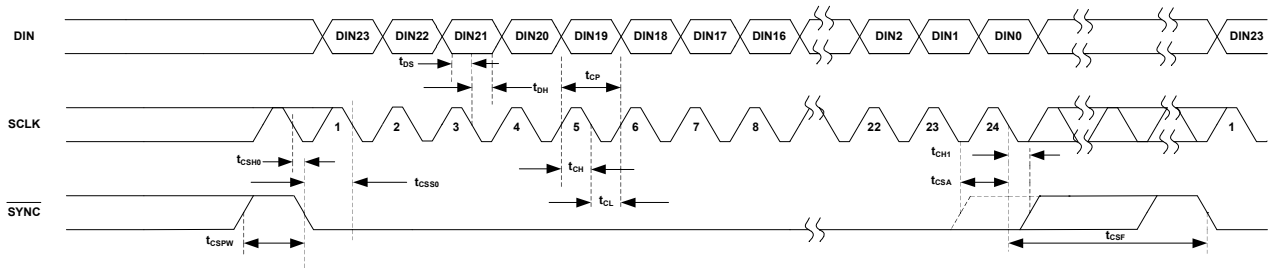 DIN DIN23 DIN22 DIN21 DIN20 DIN19 DIN18 DIN17 DIN16 DIN2 DIN1 DIN0 DIN23
tDS
tDH
tCP
SCLK 1 2 3 4 5 6 7 8 22 23 24 1
tCSH0
tCSS0
tCH
tCL
tCH1
tCSA
SYNC
tCSPW
tCSF